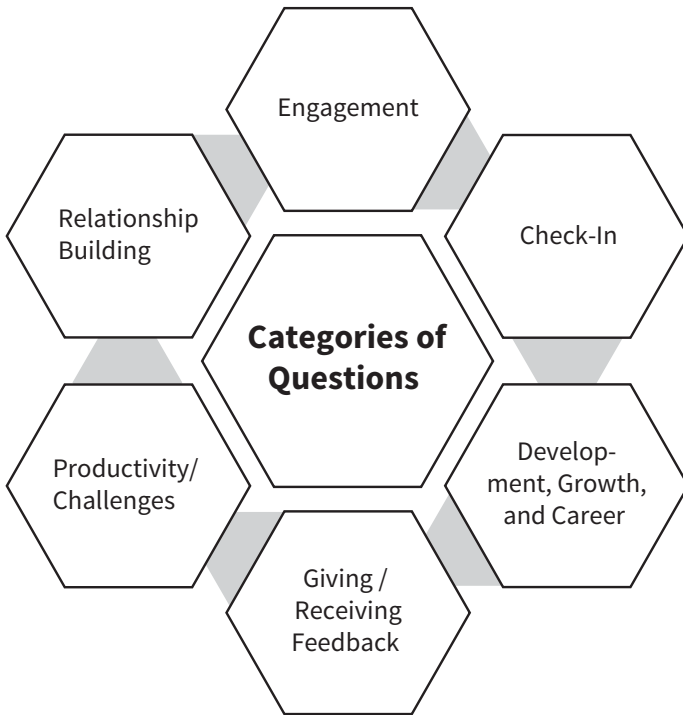 Engagement
Relationship
Building
Check-In
Categories of
Questions
Productivity/
Challenges
Develop-
ment, Growth,
and Career
Giving /
Receiving
Feedback